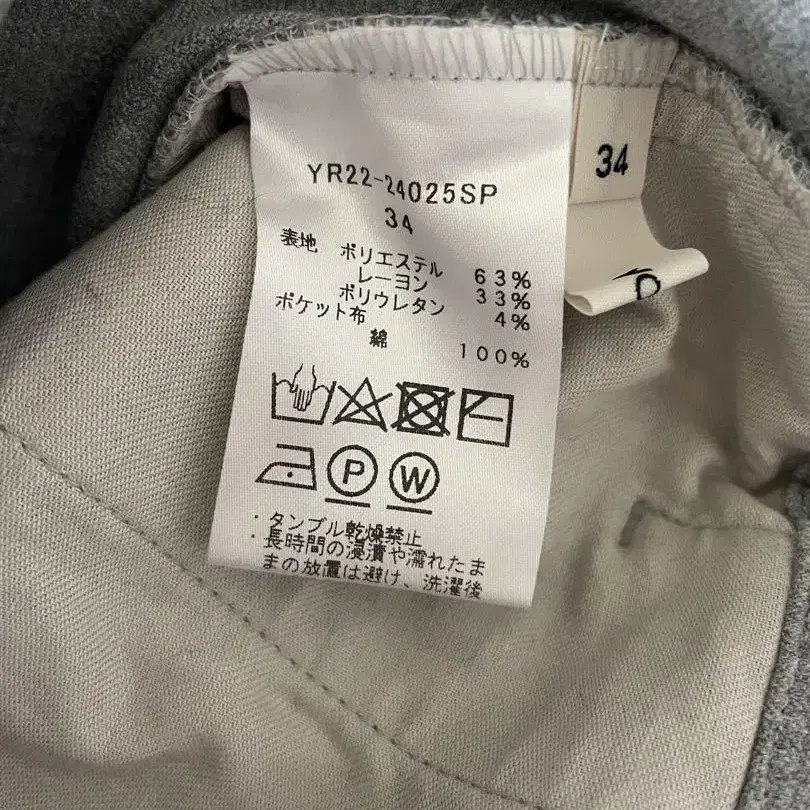 YR22-24025SP
34
表地 ポリエステル 63%
レーヨン 33%
ポリウレタン 4%
ポケット布
綿 100%
P W
・タンブル乾燥禁止
・長時間の浸漬や濡れたま
まの放置は避け、洗濯後
34